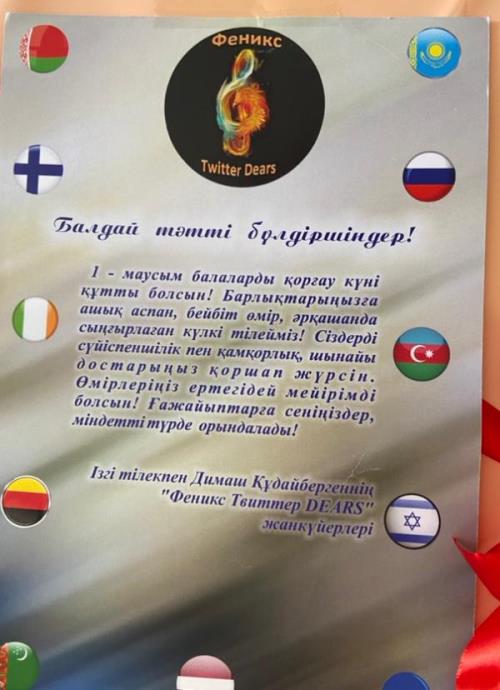 Феникс
Twitter Dears
Балдай тәтті бүлдіршіндер!
1 - маусым балаларды қорғау күні
құтты болсын! Барлықтарыңызға
ашық аспан, бейбіт өмір, әрқашанда
сыңғырлаған күлкі тілейміз! Сіздерді
сүйіспеншілік пен қамқорлық, шынайы
достарыңыз қоршап жүрсін.
Өмірлеріңіз ертегідей мейірімді
болсын! Ғажайыптарға сеніңіздер,
міндетті түрде орындалады!
Ізгі тілекпен Димаш Құдайбергеннің
"Феникс Твиттер DEARS"
жанкүйерлері